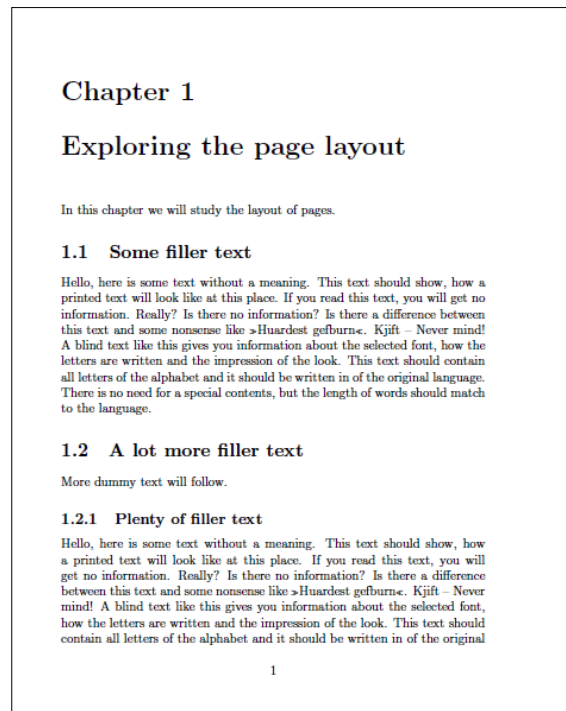 Chapter 1
Exploring the page layout
In this chapter we will study the layout of pages.
1.1 Some filler text
Hello, here is some text without a meaning. This text should show, how a
printed text will look like at this place. If you read this text, you will get no
information. Really? Is there no information? Is there a difference between
this text and some nonsense like »Huardest gefburn«. Kjift – Never mind!
A blind text like this gives you information about the selected font, how the
letters are written and the impression of the look. This text should contain
all letters of the alphabet and it should be written in of the original language.
There is no need for a special contents, but the length of words should match
to the language.
1.2 A lot more filler text
More dummy text will follow.
1.2.1 Plenty of filler text
Hello, here is some text without a meaning. This text should show, how
a printed text will look like at this place. If you read this text, you will
get no information. Really? Is there no information? Is there a difference
between this text and some nonsense like »Huardest gefburn«. Kjift – Never
mind! A blind text like this gives you information about the selected font,
how the letters are written and the impression of the look. This text should
contain all letters of the alphabet and it should be written in of the original
1